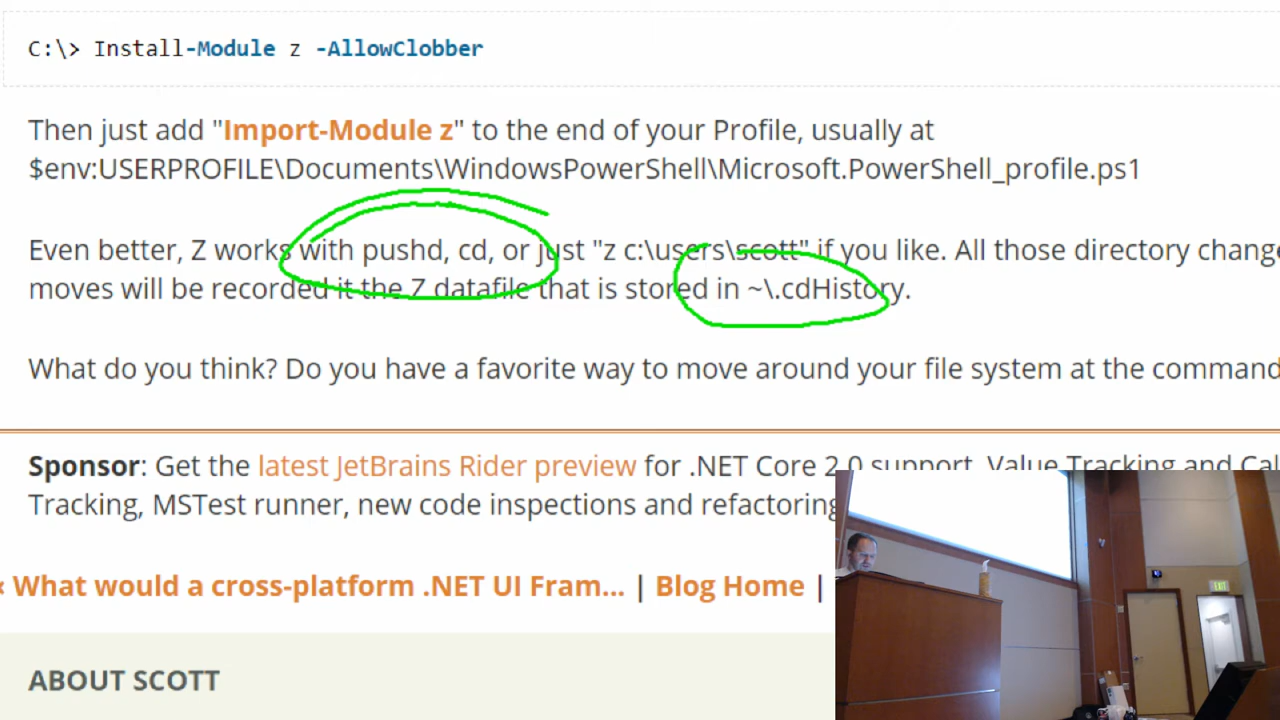 C:\> Install-Module z -AllowClobber
Then just add "Import-Module z" to the end of your Profile, usually at
$env:USERPROFILE\Documents\WindowsPowerShell\Microsoft.PowerShell_profile.ps1
Even better, Z works with pushd, cd, or just "z c:\users\scott" if you like. All those directory change
moves will be recorded it the Z datafile that is stored in ~\.cdHistory.
What do you think? Do you have a favorite way to move around your file system at the command
Sponsor: Get the latest JetBrains Rider preview for .NET Core 2.0 support, Value Tracking and Cal
Tracking, MSTest runner, new code inspections and refactoring
« What would a cross-platform .NET UI Fram... | Blog Home |
ABOUT SCOTT
EXIT